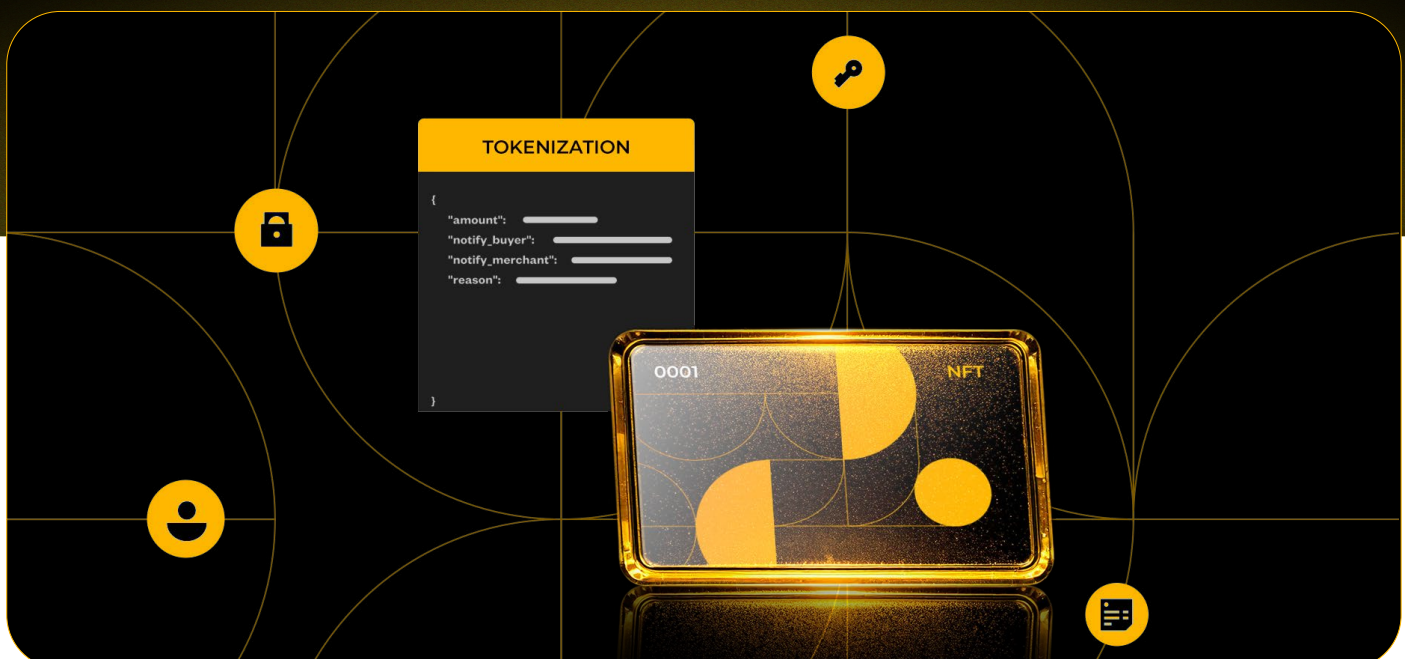 TOKENIZATION
{
"amount":
"notify_buyer":
"notify_merchant":
"reason":
}
0001 NFT